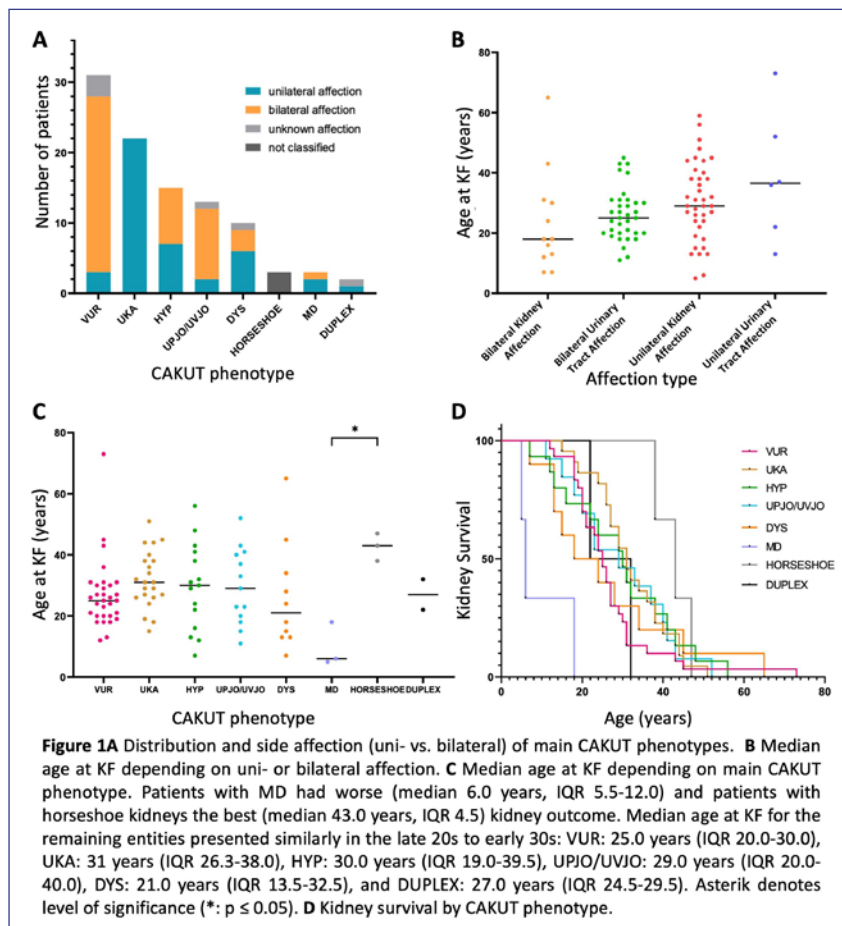 A
Number of patients
30
20
10
0
unilateral affection
bilateral affection
unknown affection
not classified
VUR
UKA
HYP
UPJO/UVJO
DYS
HORSESHOE
MD
DUPLEX
CAKUT phenotype
B
Age at KF (years)
80
60
40
20
0
Bilateral Kidney
Affection
Bilateral Urinary
Tract Affection
Unilateral Kidney
Affection
Unilateral Urinary
Tract Affection
Affection type
C
Age at KF (years)
80
60
40
20
0
*
VUR
UKA
HYP
UPJO/UVJO
DYS
MD
HORSESHOE
DUPLEX
CAKUT phenotype
D
Kidney Survival
100
50
0
VUR
UKA
HYP
UPJO/UVJO
DYS
MD
HORSESHOE
DUPLEX
0
20
40
60
80
Age (years)
Figure 1A Distribution and side affection (uni- vs. bilateral) of main CAKUT phenotypes. B Median
age at KF depending on uni- or bilateral affection. C Median age at KF depending on main CAKUT
phenotype. Patients with MD had worse (median 6.0 years, IQR 5.5-12.0) and patients with
horseshoe kidneys the best (median 43.0 years, IQR 4.5) kidney outcome. Median age at KF for the
remaining entities presented similarly in the late 20s to early 30s: VUR: 25.0 years (IQR 20.0-30.0),
UKA: 31 years (IQR 26.3-38.0), HYP: 30.0 years (IQR 19.0-39.5), UPJO/UVJO: 29.0 years (IQR 20.0-
40.0), DYS: 21.0 years (IQR 13.5-32.5), and DUPLEX: 27.0 years (IQR 24.5-29.5). Asterik denotes
level of significance (*: p ≤ 0.05). D Kidney survival by CAKUT phenotype.